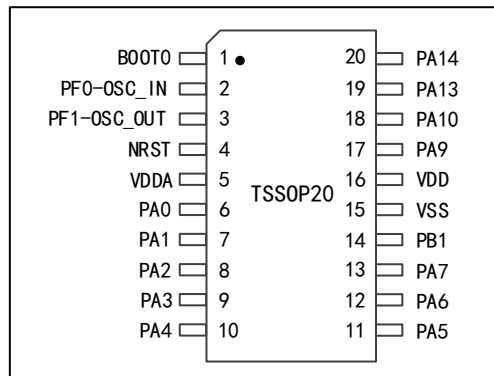 BOOT0 1 20 PA14
PF0-OSC_IN 2 19 PA13
PF1-OSC_OUT 3 18 PA10
NRST 4 17 PA9
VDDA 5 16 VDD
TSSOP20
PA0 6 15 VSS
PA1 7 14 PB1
PA2 8 13 PA7
PA3 9 12 PA6
PA4 10 11 PA5